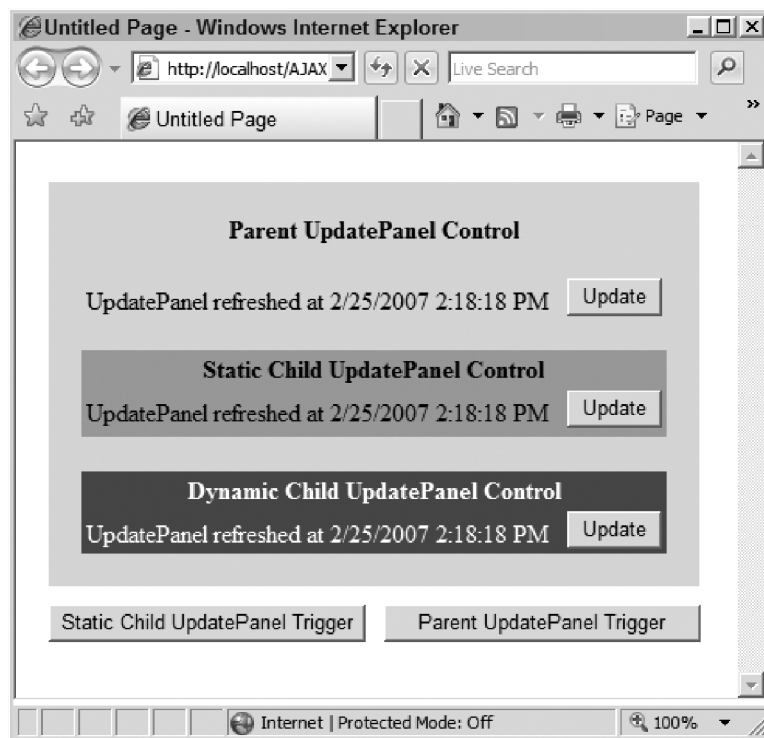 Untitled Page - Windows Internet Explorer
http://localhost/AJAX
Live Search
Untitled Page
Page
»
Parent UpdatePanel Control
UpdatePanel refreshed at 2/25/2007 2:18:18 PM
Update
Static Child UpdatePanel Control
UpdatePanel refreshed at 2/25/2007 2:18:18 PM
Update
Dynamic Child UpdatePanel Control
UpdatePanel refreshed at 2/25/2007 2:18:18 PM
Update
Static Child UpdatePanel Trigger
Parent UpdatePanel Trigger
Internet | Protected Mode: Off
100%